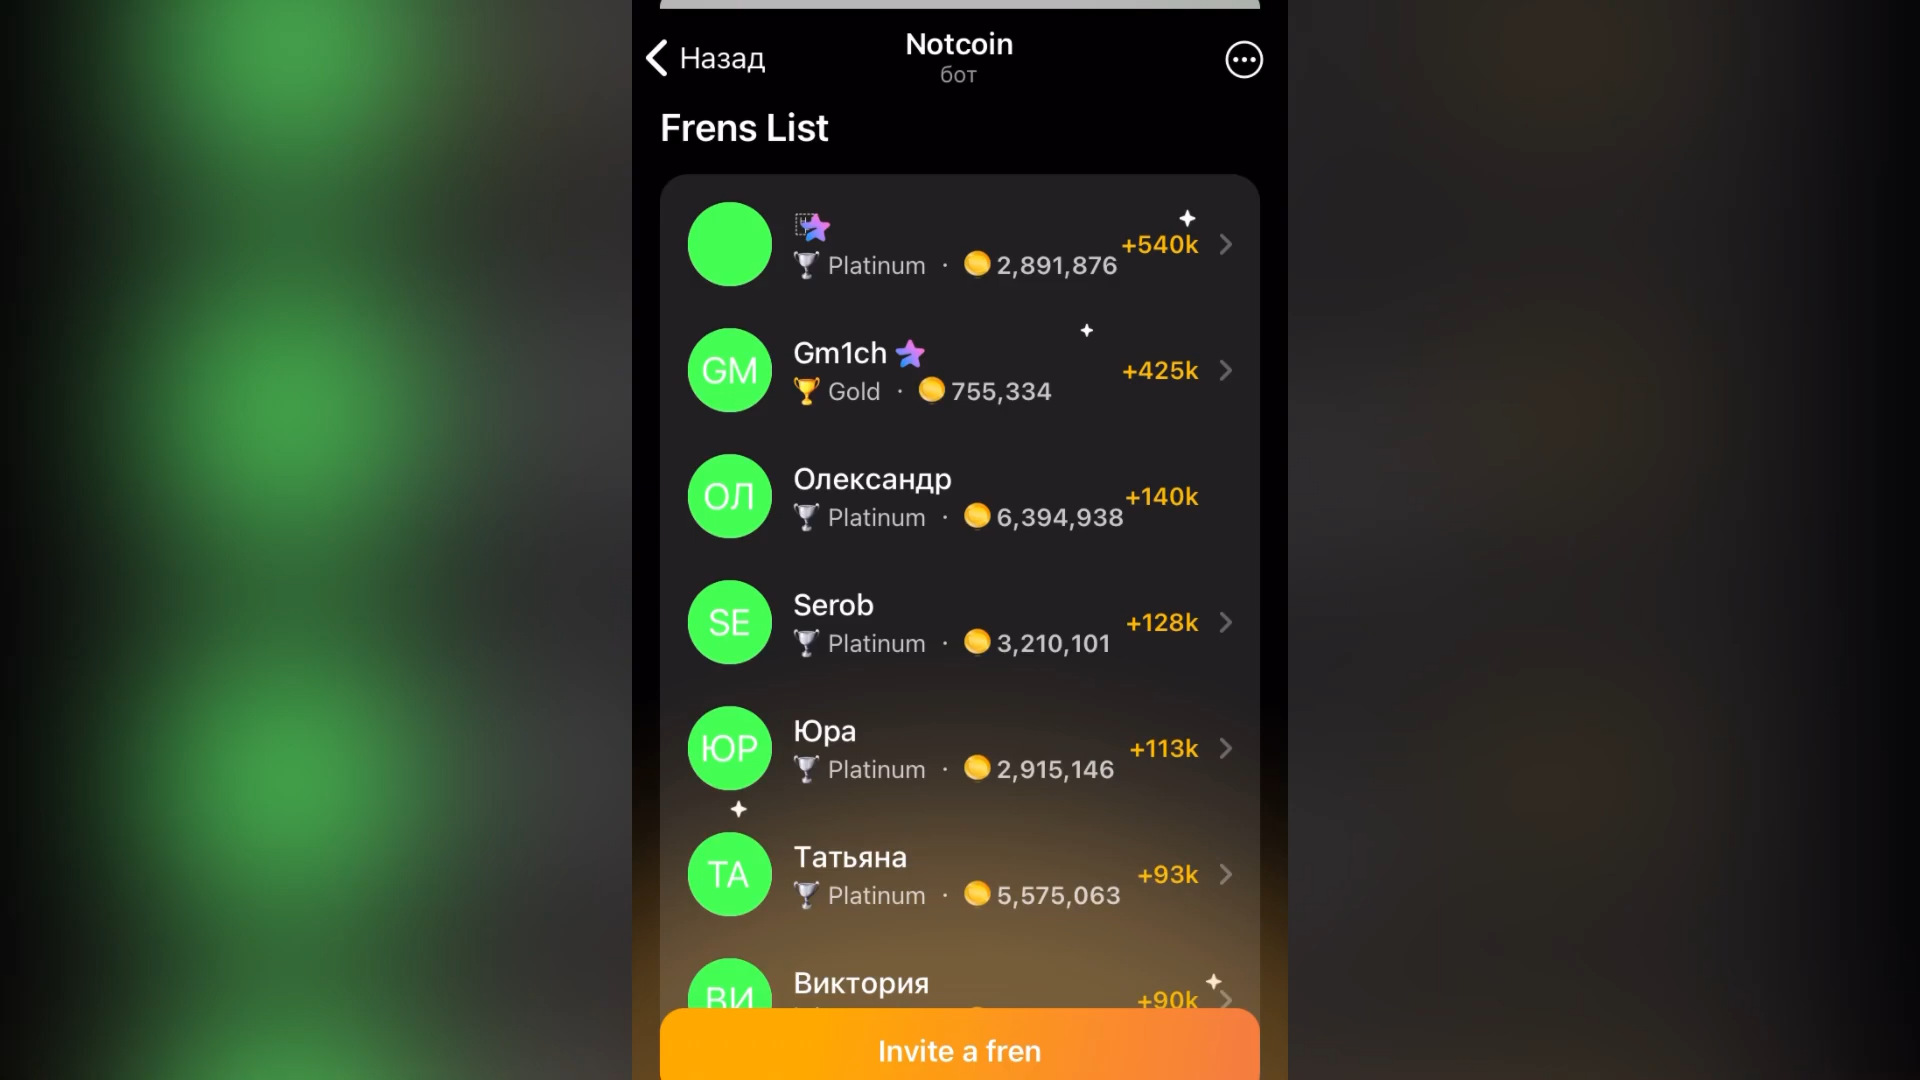 Назад
Notcoin
бот
Frens List
Platinum · 2,891,876
+540k
GM
Gm1ch
Gold · 755,334
+425k
ОЛ
Олександр
Platinum · 6,394,938
+140k
SE
Serob
Platinum · 3,210,101
+128k
ЮР
Юра
Platinum · 2,915,146
+113k
ТА
Татьяна
Platinum · 5,575,063
+93k
ВИ
Виктория
+90k
Invite a fren